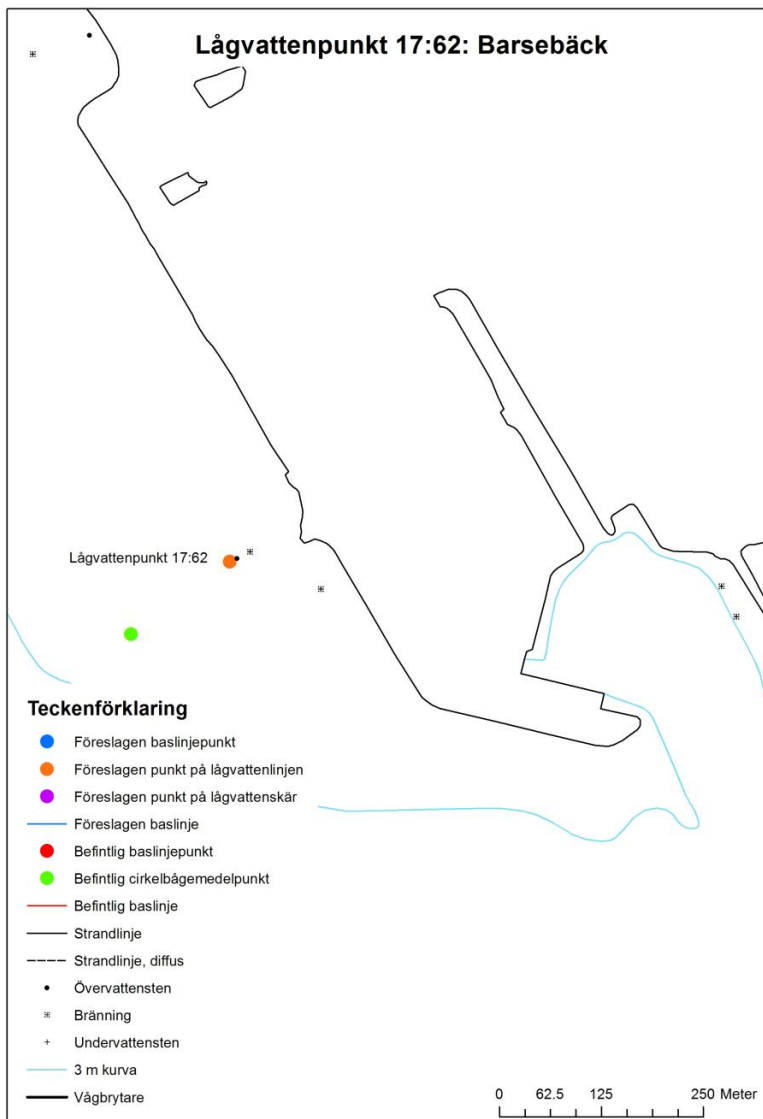 Lågvattenpunkt 17:62: Barsebäck
Lågvattenpunkt 17:62
Teckenförklaring
Föreslagen baslinjepunkt
Föreslagen punkt på lågvattenlinjen
Föreslagen punkt på lågvattenskär
Föreslagen baslinje
Befintlig baslinjepunkt
Befintlig cirkelbågemedelpunkt
Befintlig baslinje
Strandlinje
Strandlinje, diffus
Övervattensten
Bränning
Undervattensten
3 m kurva
Vågbrytare
0 62.5 125 250 Meter